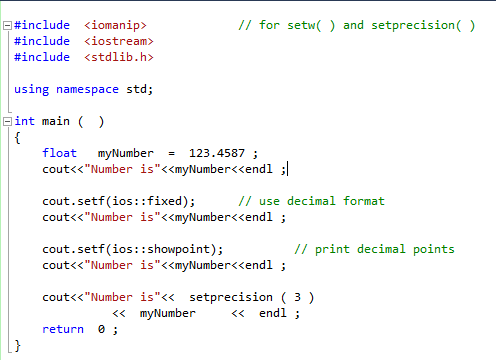 #include  <iomanip>             // for setw( ) and setprecision( )
#include  <iostream>
#include  <stdlib.h>

using namespace std;

int main (  )
{
    float   myNumber  =  123.4587 ;
    cout<<"Number is"<<myNumber<<endl ;

    cout.setf(ios::fixed);      // use decimal format
    cout<<"Number is"<<myNumber<<endl ;

    cout.setf(ios::showpoint);          // print decimal points
    cout<<"Number is"<<myNumber<<endl ;

    cout<<"Number is"<<  setprecision ( 3 )
              <<  myNumber     <<  endl ;
    return  0 ;
}